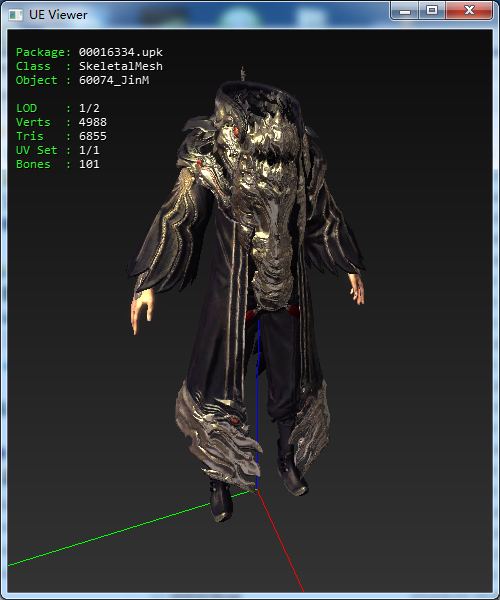 UE Viewer
Package: 00016334.upk
Class : SkeletalMesh
Object : 60074_JinM
LOD : 1/2
Verts : 4988
Tris : 6855
UV Set : 1/1
Bones : 101